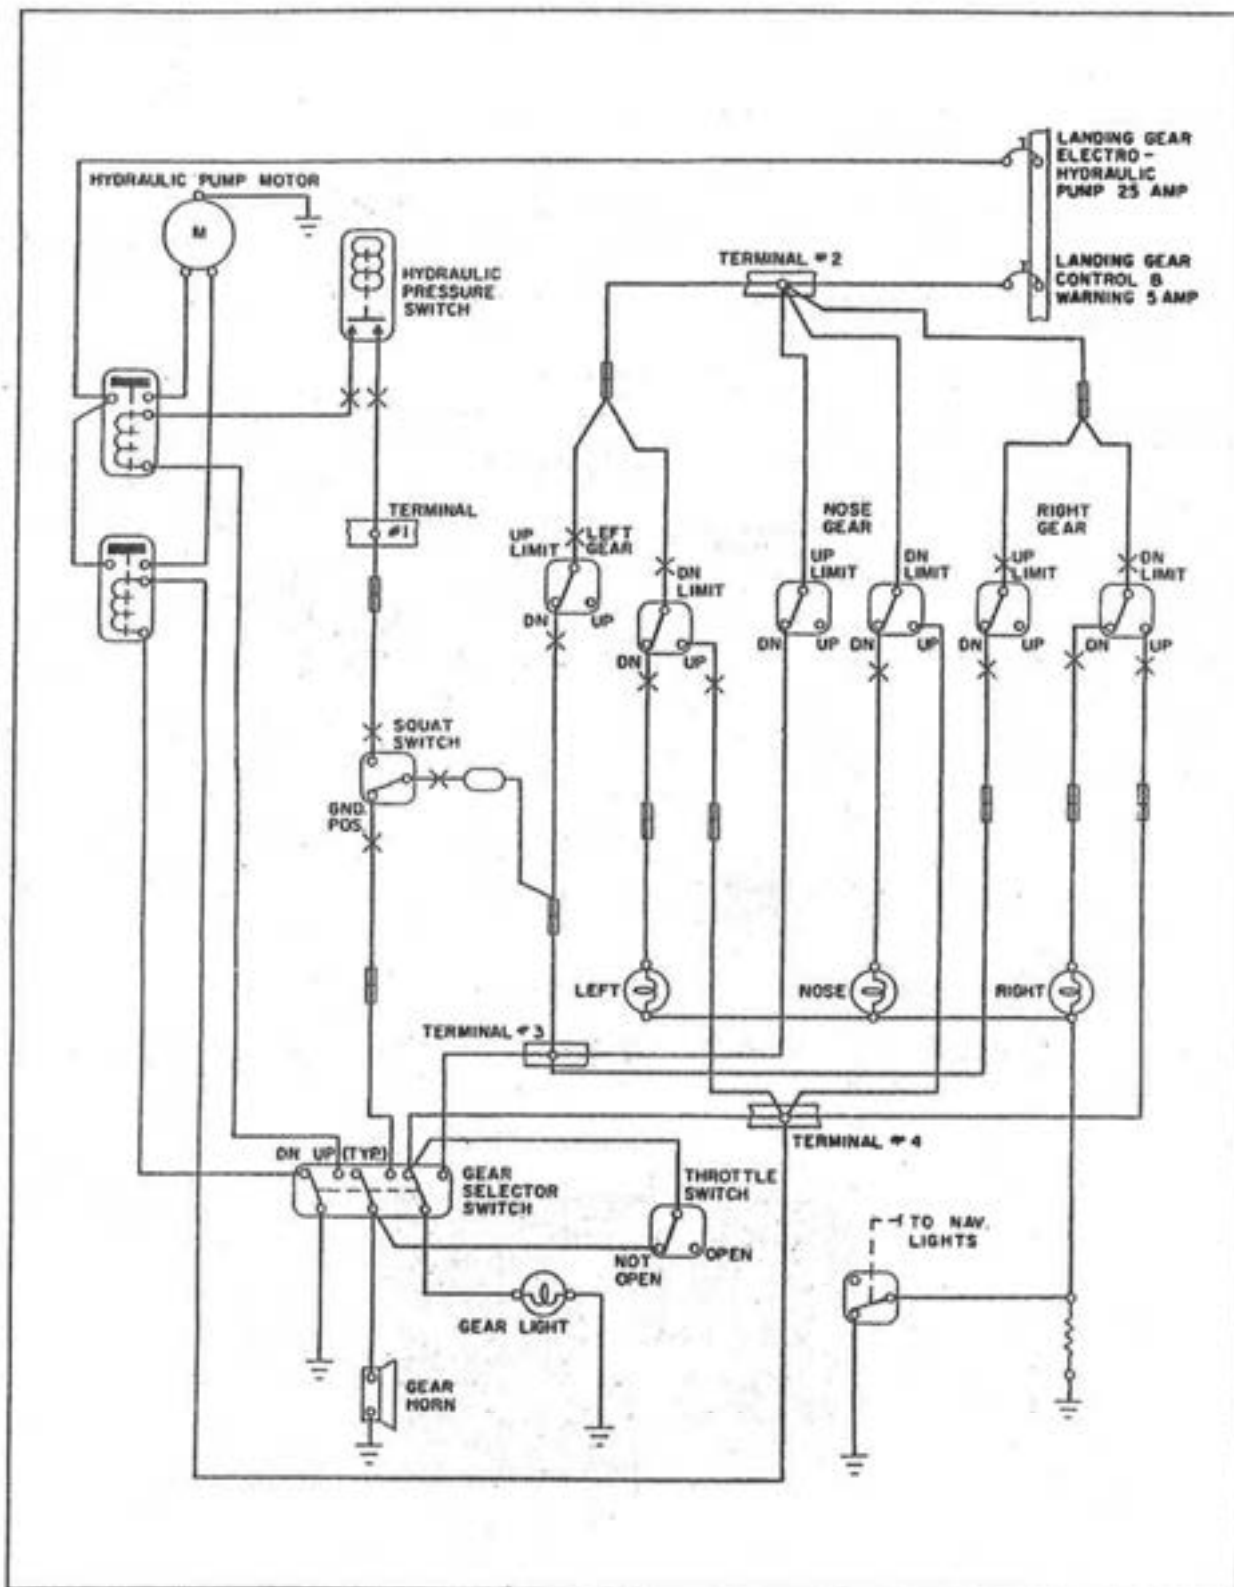 LANDING GEAR
ELECTRO-
HYDRAULIC
PUMP 25 AMP
HYDRAULIC PUMP MOTOR
M
HYDRAULIC
PRESSURE
SWITCH
TERMINAL #2
LANDING GEAR
CONTROL &
WARNING 5 AMP
TERMINAL
#1
UP
LIMIT
LEFT
GEAR
DN
LIMIT
DN
UP
DN
UP
NOSE
GEAR
UP
LIMIT
DN
LIMIT
DN
UP
DN
UP
RIGHT
GEAR
UP
LIMIT
DN
LIMIT
DN
UP
DN
UP
SQUAT
SWITCH
GND.
POS.
LEFT
NOSE
RIGHT
TERMINAL #3
TERMINAL #4
DN UP (TYP.)
GEAR
SELECTOR
SWITCH
THROTTLE
SWITCH
NOT
OPEN
OPEN
TO NAV.
LIGHTS
GEAR LIGHT
GEAR
HORN